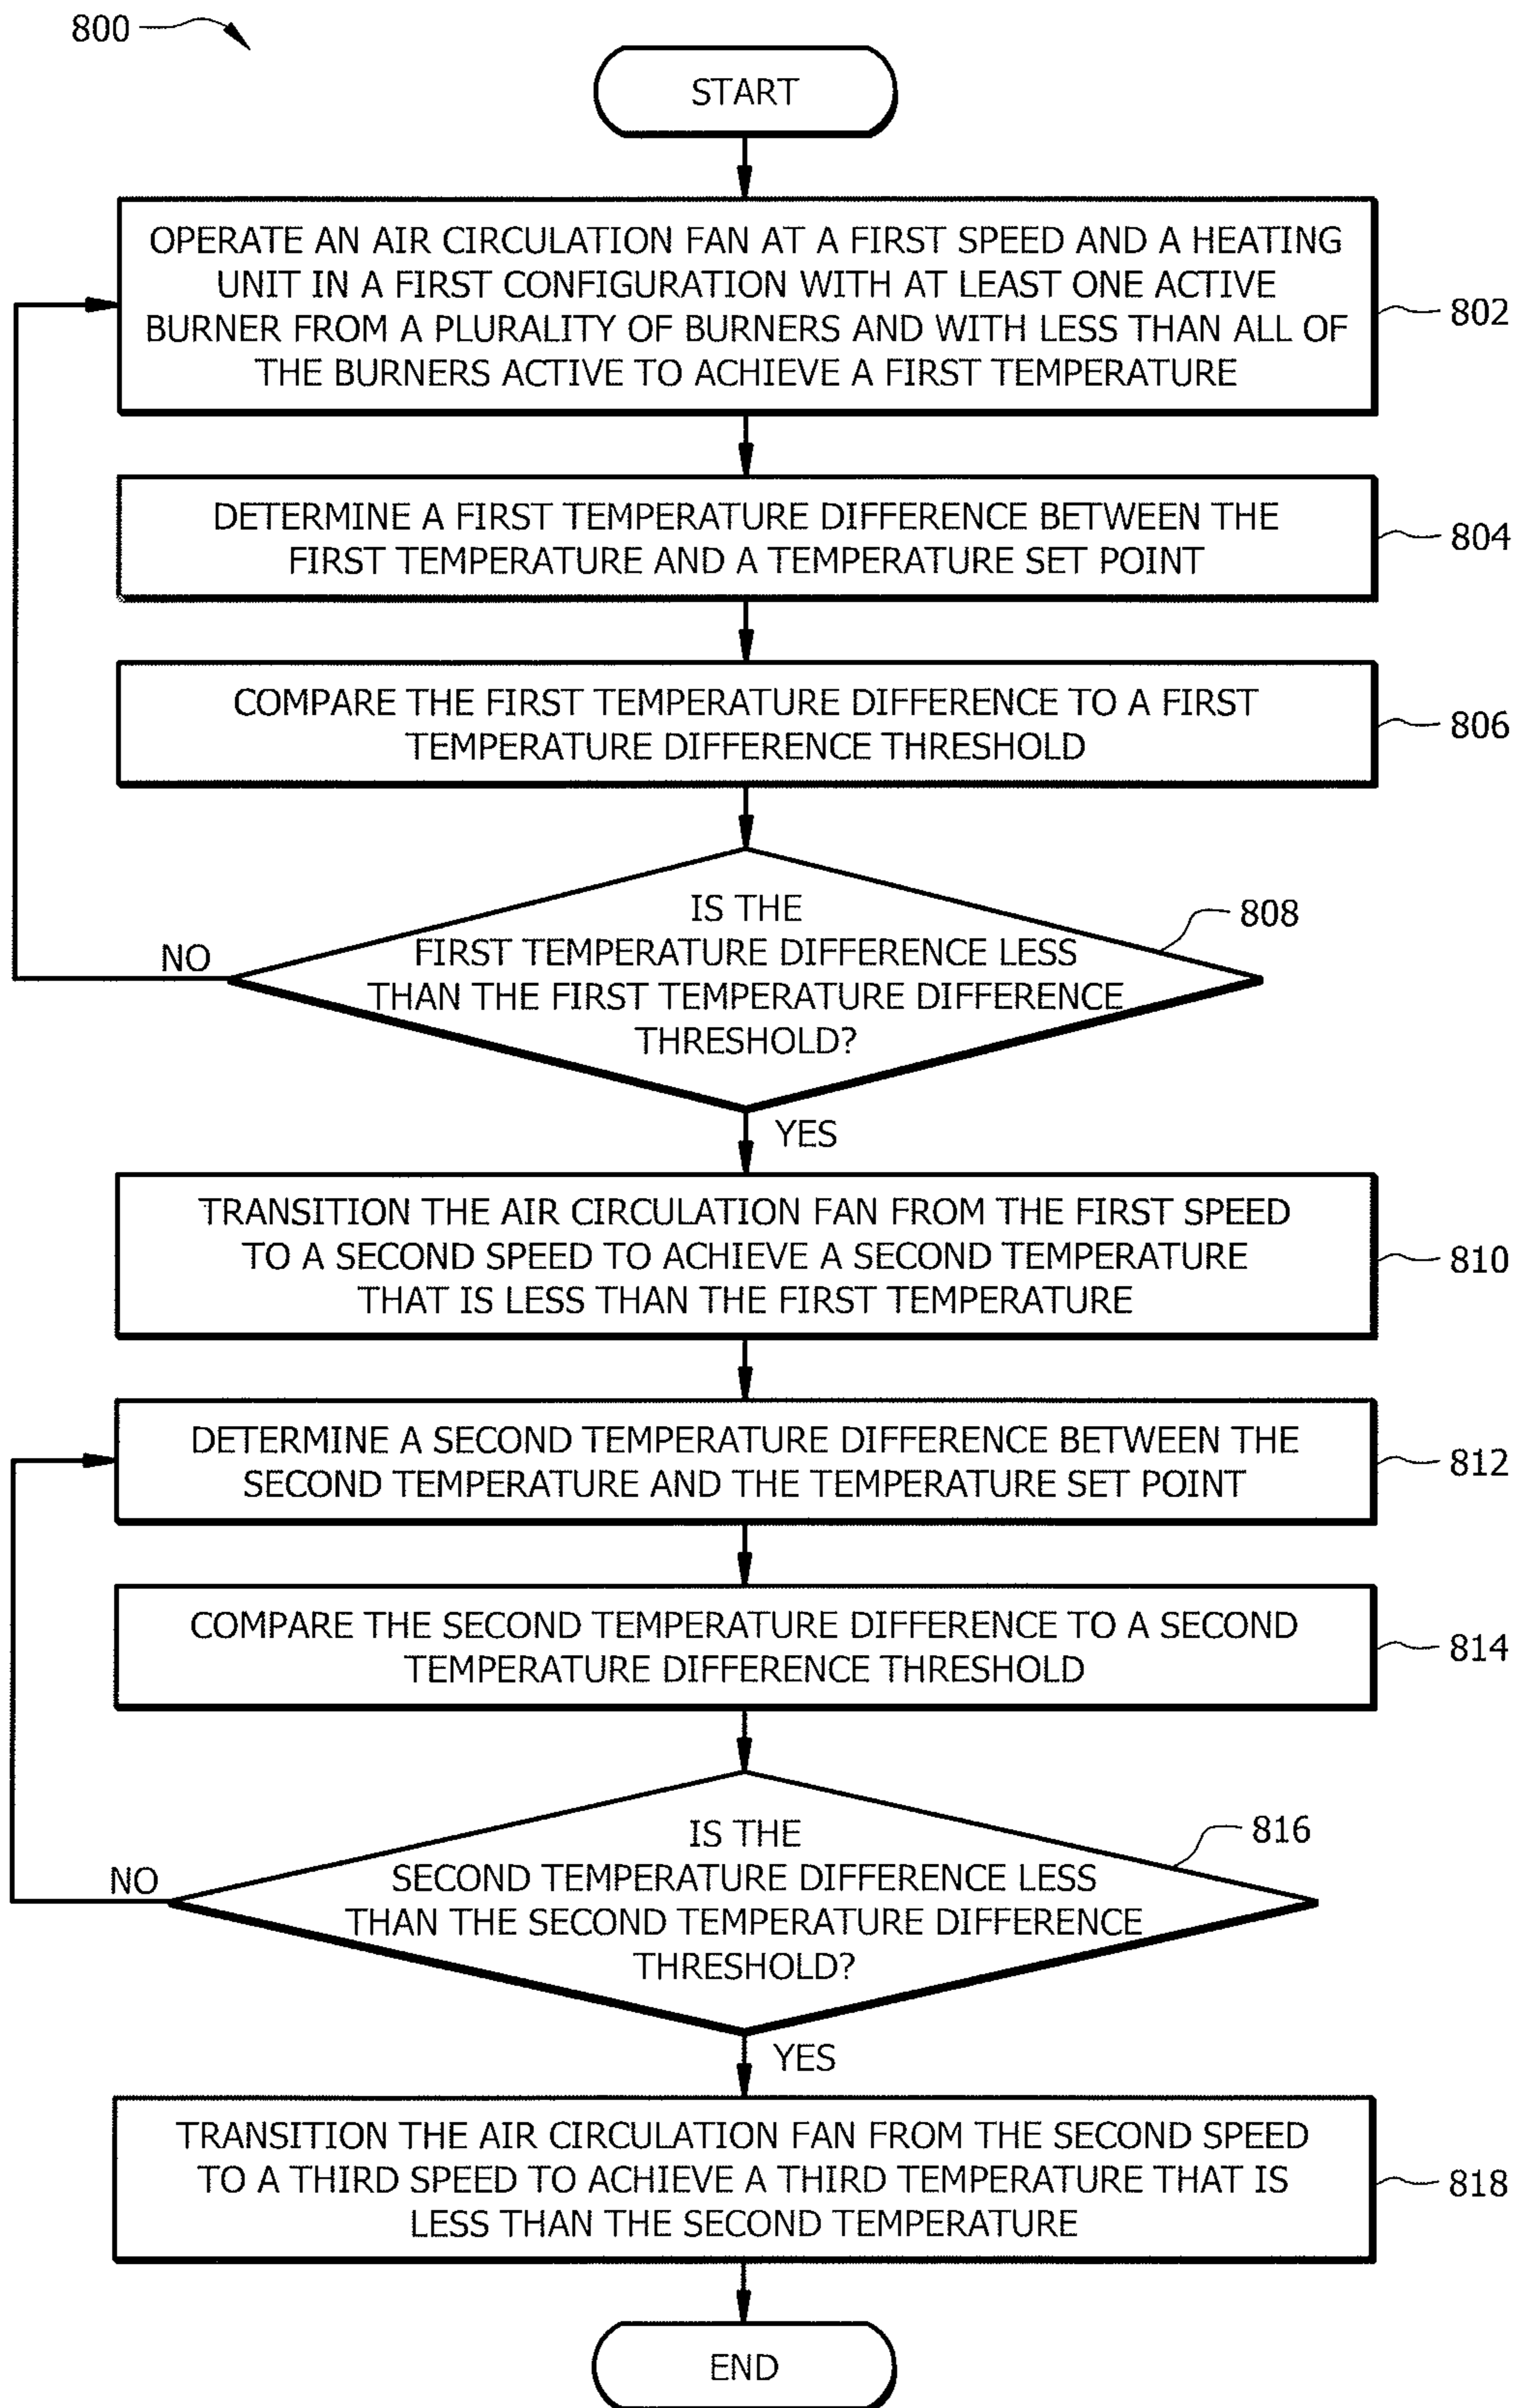 800
START
OPERATE AN AIR CIRCULATION FAN AT A FIRST SPEED AND A HEATING
UNIT IN A FIRST CONFIGURATION WITH AT LEAST ONE ACTIVE
BURNER FROM A PLURALITY OF BURNERS AND WITH LESS THAN ALL OF
THE BURNERS ACTIVE TO ACHIEVE A FIRST TEMPERATURE
802
DETERMINE A FIRST TEMPERATURE DIFFERENCE BETWEEN THE
FIRST TEMPERATURE AND A TEMPERATURE SET POINT
804
COMPARE THE FIRST TEMPERATURE DIFFERENCE TO A FIRST
TEMPERATURE DIFFERENCE THRESHOLD
806
IS THE
FIRST TEMPERATURE DIFFERENCE LESS
THAN THE FIRST TEMPERATURE DIFFERENCE
THRESHOLD?
808
NO
YES
TRANSITION THE AIR CIRCULATION FAN FROM THE FIRST SPEED
TO A SECOND SPEED TO ACHIEVE A SECOND TEMPERATURE
THAT IS LESS THAN THE FIRST TEMPERATURE
810
DETERMINE A SECOND TEMPERATURE DIFFERENCE BETWEEN THE
SECOND TEMPERATURE AND THE TEMPERATURE SET POINT
812
COMPARE THE SECOND TEMPERATURE DIFFERENCE TO A SECOND
TEMPERATURE DIFFERENCE THRESHOLD
814
IS THE
SECOND TEMPERATURE DIFFERENCE LESS
THAN THE SECOND TEMPERATURE DIFFERENCE
THRESHOLD?
816
NO
YES
TRANSITION THE AIR CIRCULATION FAN FROM THE SECOND SPEED
TO A THIRD SPEED TO ACHIEVE A THIRD TEMPERATURE THAT IS
LESS THAN THE SECOND TEMPERATURE
818
END